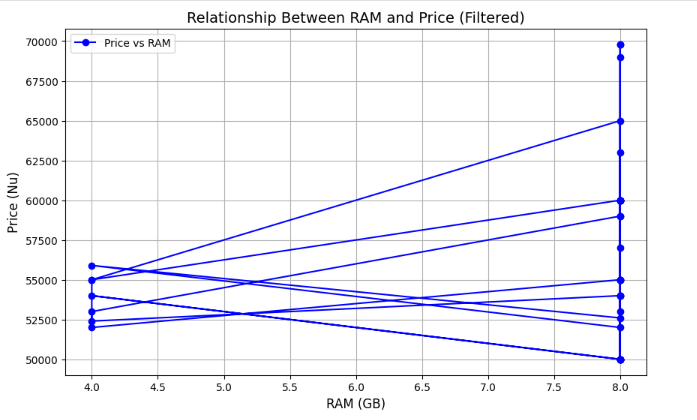 Relationship Between RAM and Price (Filtered)
Price vs RAM
70000
67500
65000
62500
60000
57500
55000
52500
50000
Price (Nu)
4.0 4.5 5.0 5.5 6.0 6.5 7.0 7.5 8.0
RAM (GB)